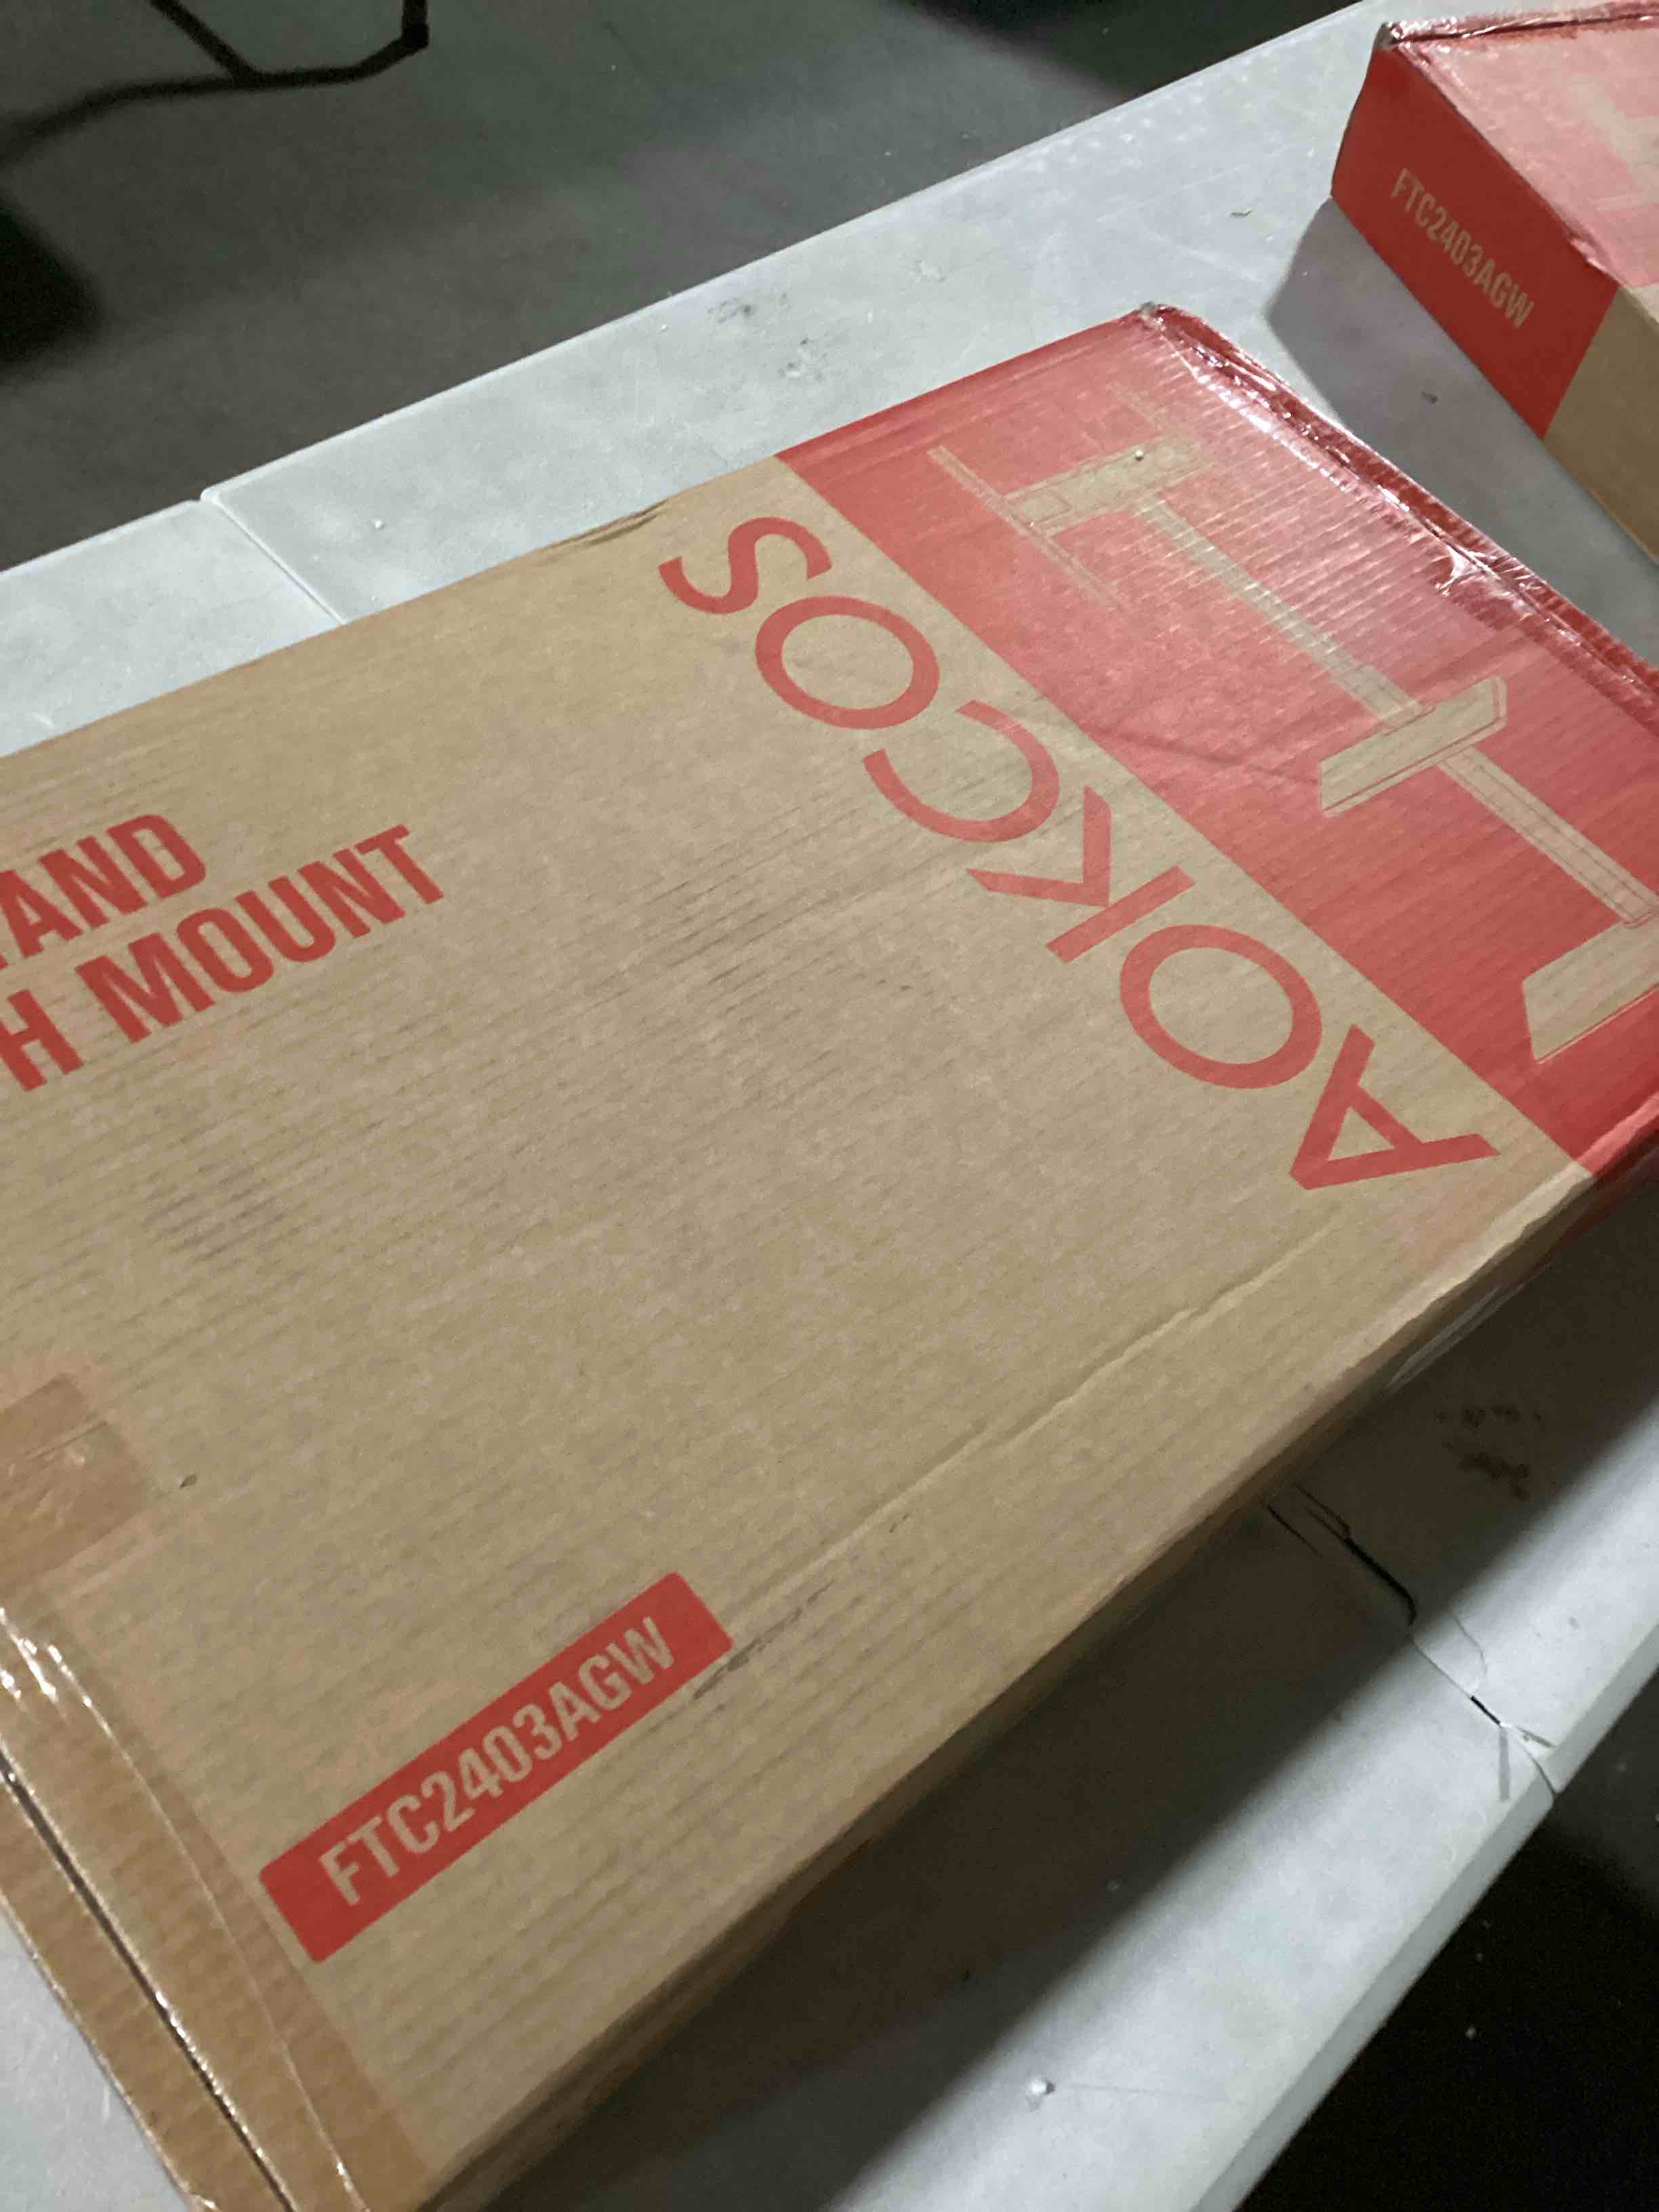 AOKCOS
AND
H MOUNT
FTC2403AGW
FTC2403AGW